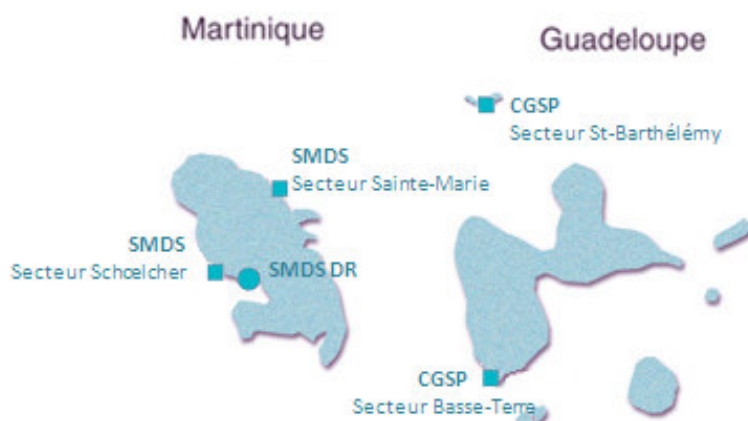 Martinique
Guadeloupe
CGSP
Secteur St-Barthélémy
SMDS
Secteur Sainte-Marie
SMDS
Secteur Schœlcher
SMDS DR
CGSP
Secteur Basse-Terre